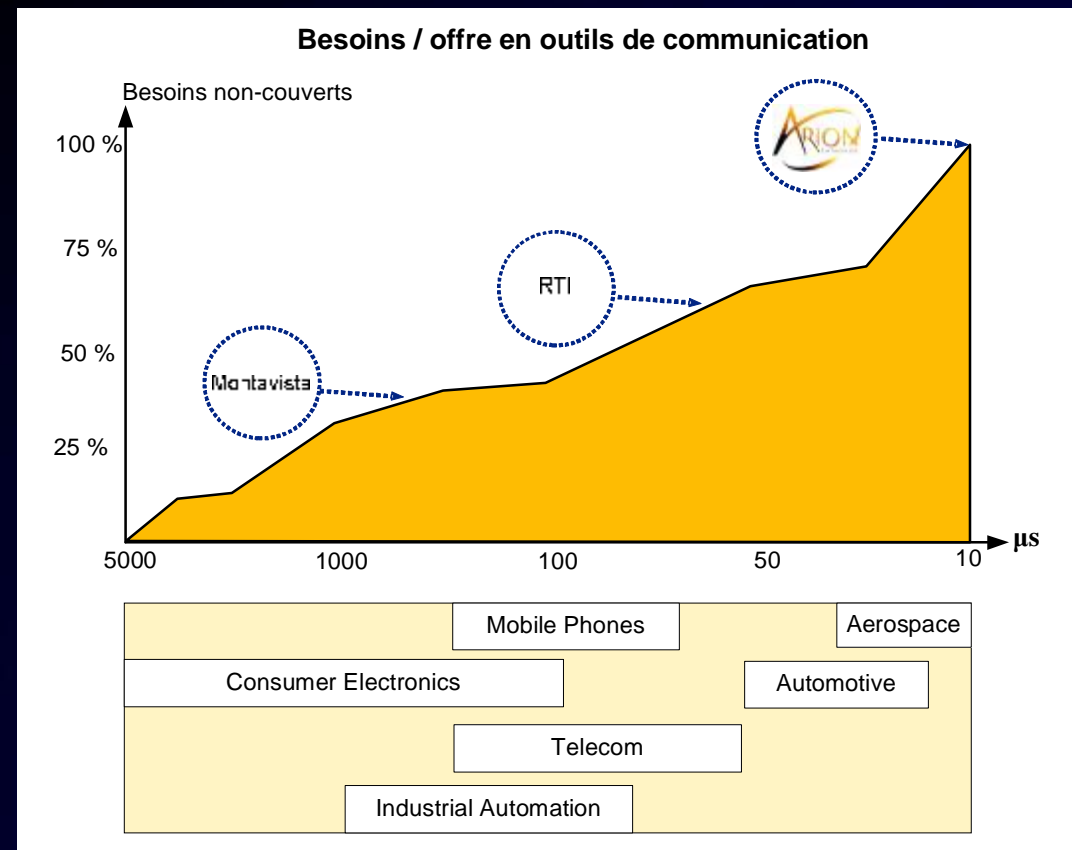 Besoins / offre en outils de communication
Besoins non-couverts
100 %
ARION
75 %
RTI
50 %
Montavista
25 %
5000 1000 100 50 10 µs
Mobile Phones
Aerospace
Consumer Electronics
Automotive
Telecom
Industrial Automation